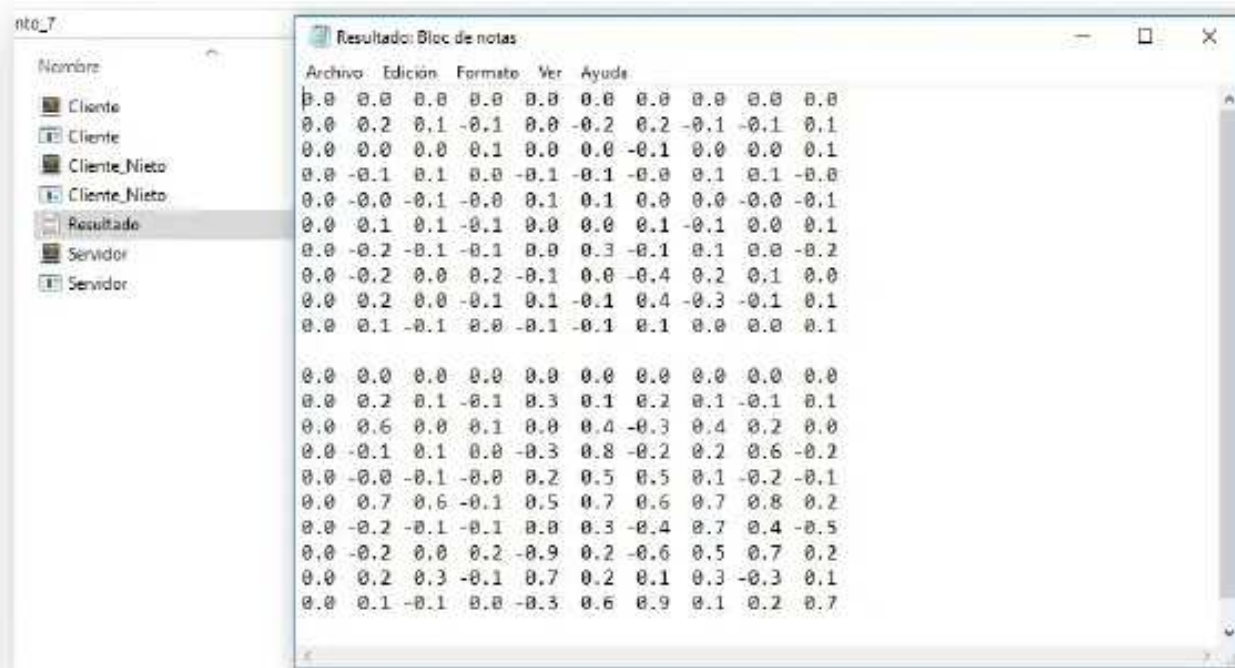 nto_7
Nombre
Cliente
Cliente
Cliente_Nieto
Cliente_Nieto
Resultado
Servidor
Servidor
Resultado: Bloc de notas
Archivo Edición Formato Ver Ayuda
0.0 0.0 0.0 0.0 0.0 0.0 0.0 0.0 0.0 0.0
0.0 0.2 0.1 -0.1 0.0 -0.2 0.2 -0.1 -0.1 0.1
0.0 0.0 0.0 0.1 0.0 0.0 -0.1 0.0 0.0 0.1
0.0 -0.1 0.1 0.0 -0.1 -0.1 -0.0 0.1 0.1 -0.0
0.0 -0.0 -0.1 -0.0 0.1 0.1 0.0 0.0 -0.0 -0.1
0.0 0.1 0.1 -0.1 0.0 0.0 0.1 -0.1 0.0 0.1
0.0 -0.2 -0.1 -0.1 0.0 0.3 -0.1 0.1 0.0 -0.2
0.0 -0.2 0.0 0.2 -0.1 0.0 -0.4 0.2 0.1 0.0
0.0 0.2 0.0 -0.1 0.1 -0.1 0.4 -0.3 -0.1 0.1
0.0 0.1 -0.1 0.0 -0.1 -0.1 0.1 0.0 0.0 0.1
0.0 0.0 0.0 0.0 0.0 0.0 0.0 0.0 0.0 0.0
0.0 0.2 0.1 -0.1 0.3 0.1 0.2 0.1 -0.1 0.1
0.0 0.6 0.0 0.1 0.0 0.4 -0.3 0.4 0.2 0.0
0.0 -0.1 0.1 0.0 -0.3 0.8 -0.2 0.2 0.6 -0.2
0.0 -0.0 -0.1 -0.0 0.2 0.5 0.5 0.1 -0.2 -0.1
0.0 0.7 0.6 -0.1 0.5 0.7 0.6 0.7 0.8 0.2
0.0 -0.2 -0.1 -0.1 0.0 0.3 -0.4 0.7 0.4 -0.5
0.0 -0.2 0.0 0.2 -0.9 0.2 -0.6 0.5 0.7 0.2
0.0 0.2 0.3 -0.1 0.7 0.2 0.1 0.3 -0.3 0.1
0.0 0.1 -0.1 0.0 -0.3 0.6 0.9 0.1 0.2 0.7